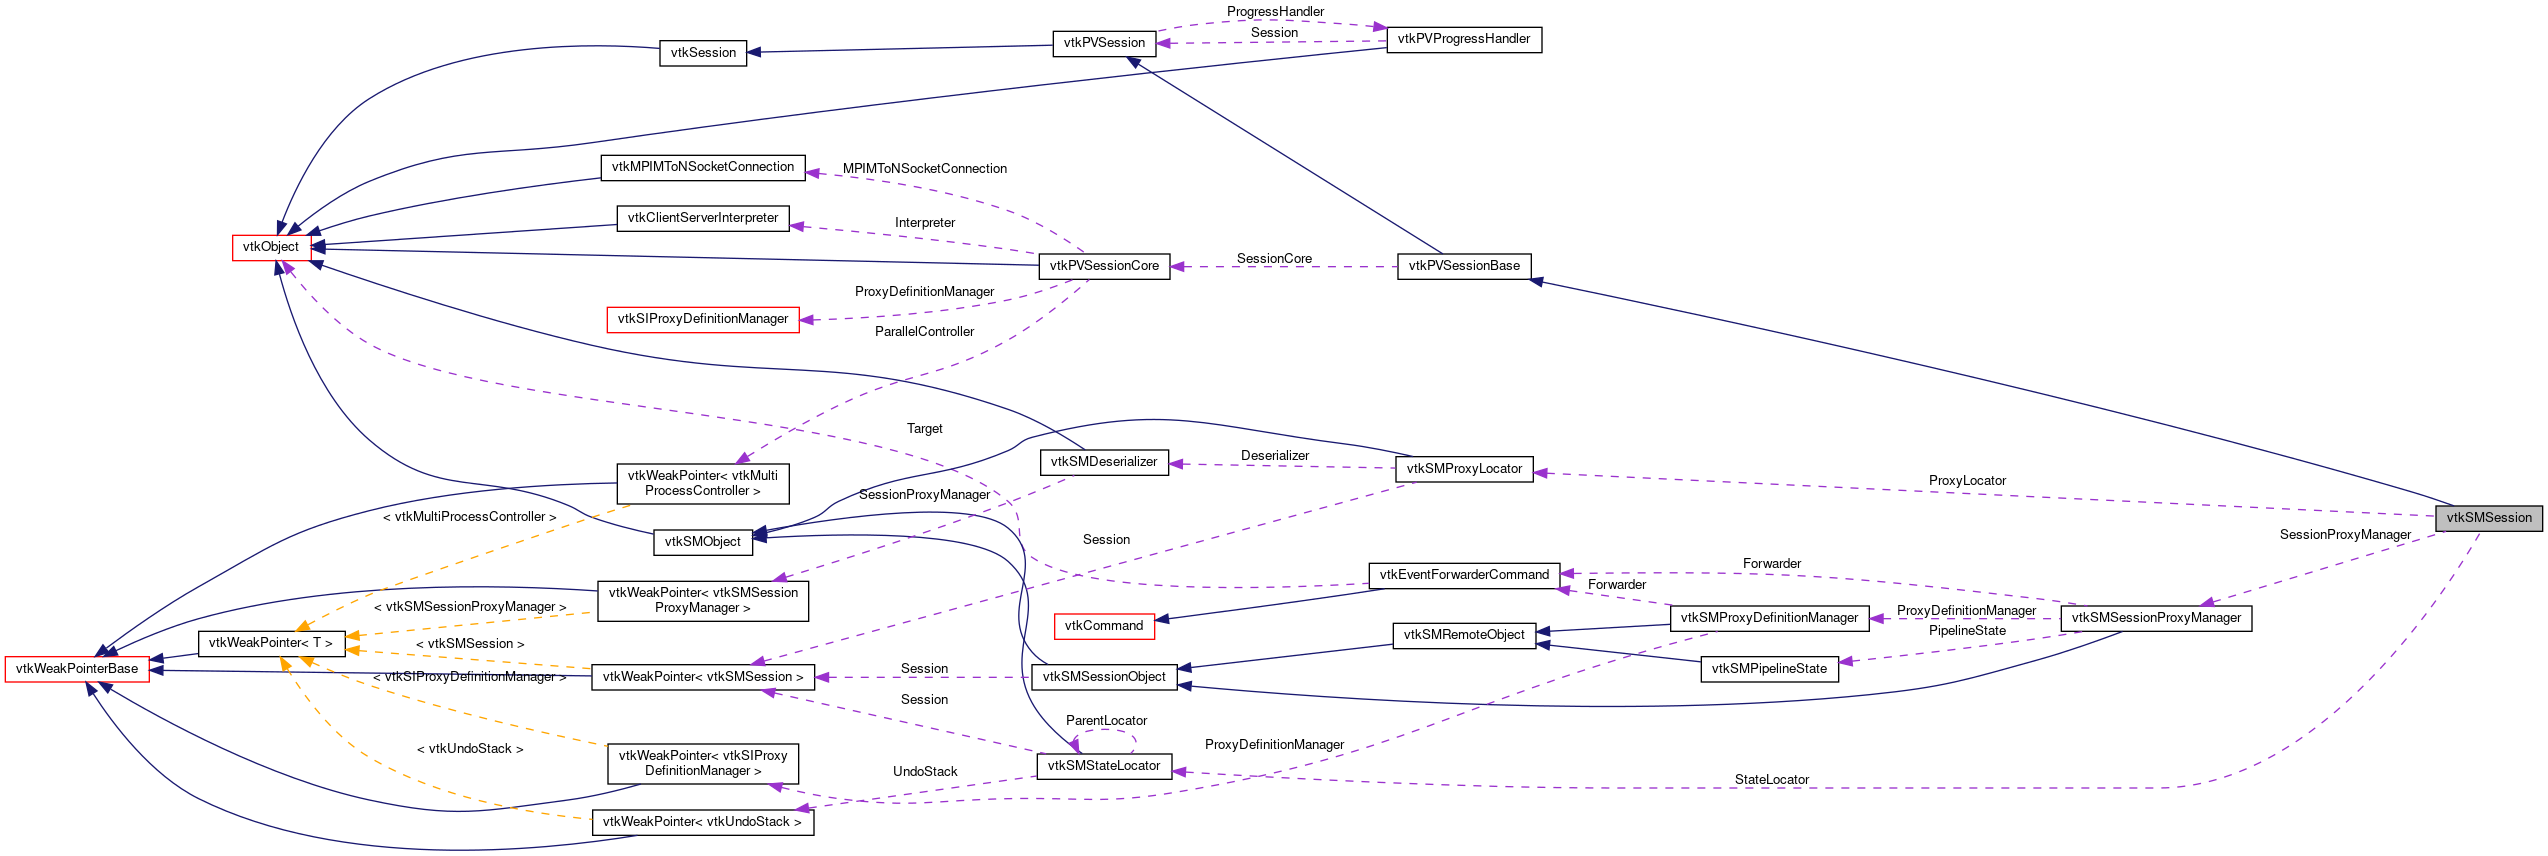 ProgressHandler
vtkPVProgressHandler
vtkPVSession
Session
vtkSession
vtkMPIMToNSocketConnection
MPIMToNSocketConnection
vtkClientServerInterpreter
Interpreter
vtkObject
SessionCore
vtkPVSessionCore
vtkPVSessionBase
ProxyDefinitionManager
vtkSIProxyDefinitionManager
ParallelController
Target
vtkSMDeserializer
Deserializer
vtkSMProxyLocator
vtkWeakPointer< vtkMulti
ProcessController >
SessionProxyManager
ProxyLocator
< vtkMultiProcessController >
vtkSMSession
vtkSMObject
Session
SessionProxyManager
vtkEventForwarderCommand
Forwarder
Forwarder
vtkWeakPointer< vtkSMSession
ProxyManager >
< vtkSMSessionProxyManager >
vtkCommand
vtkSMRemoteObject
vtkSMProxyDefinitionManager
ProxyDefinitionManager
vtkSMSessionProxyManager
PipelineState
vtkWeakPointer< T >
< vtkSMSession >
vtkWeakPointerBase
Session
vtkSMPipelineState
< vtkSIProxyDefinitionManager >
vtkWeakPointer< vtkSMSession >
vtkSMSessionObject
Session
ParentLocator
< vtkUndoStack >
ProxyDefinitionManager
vtkWeakPointer< vtkSIProxy
DefinitionManager >
vtkSMStateLocator
UndoStack
StateLocator
vtkWeakPointer< vtkUndoStack >